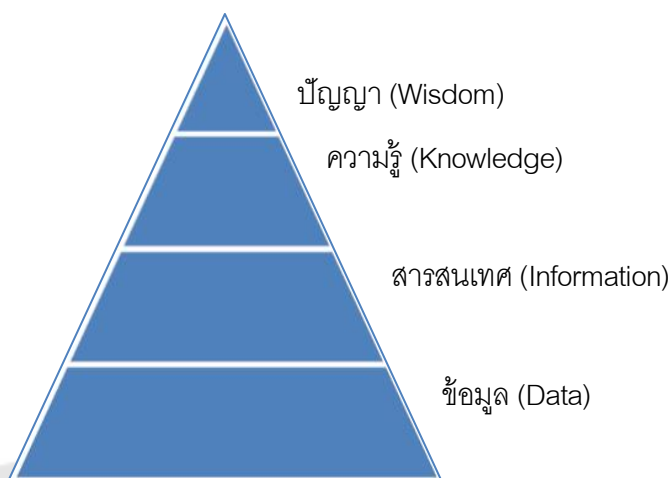 ปัญญา (Wisdom)
ความรู้ (Knowledge)
สารสนเทศ (Information)
ข้อมูล (Data)